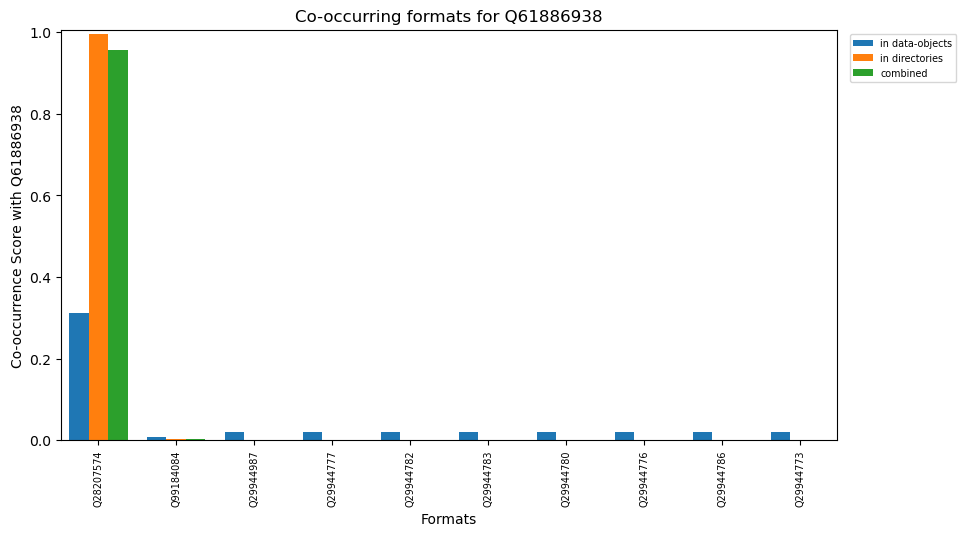 Co-occurring formats for Q61886938
in data-objects
in directories
combined
Co-occurrence Score with Q61886938
1.0
0.8
0.6
0.4
0.2
0.0
Q28207574
Q99184084
Q29944987
Q29944777
Q29944782
Q29944783
Q29944780
Q29944776
Q29944786
Q29944773
Formats